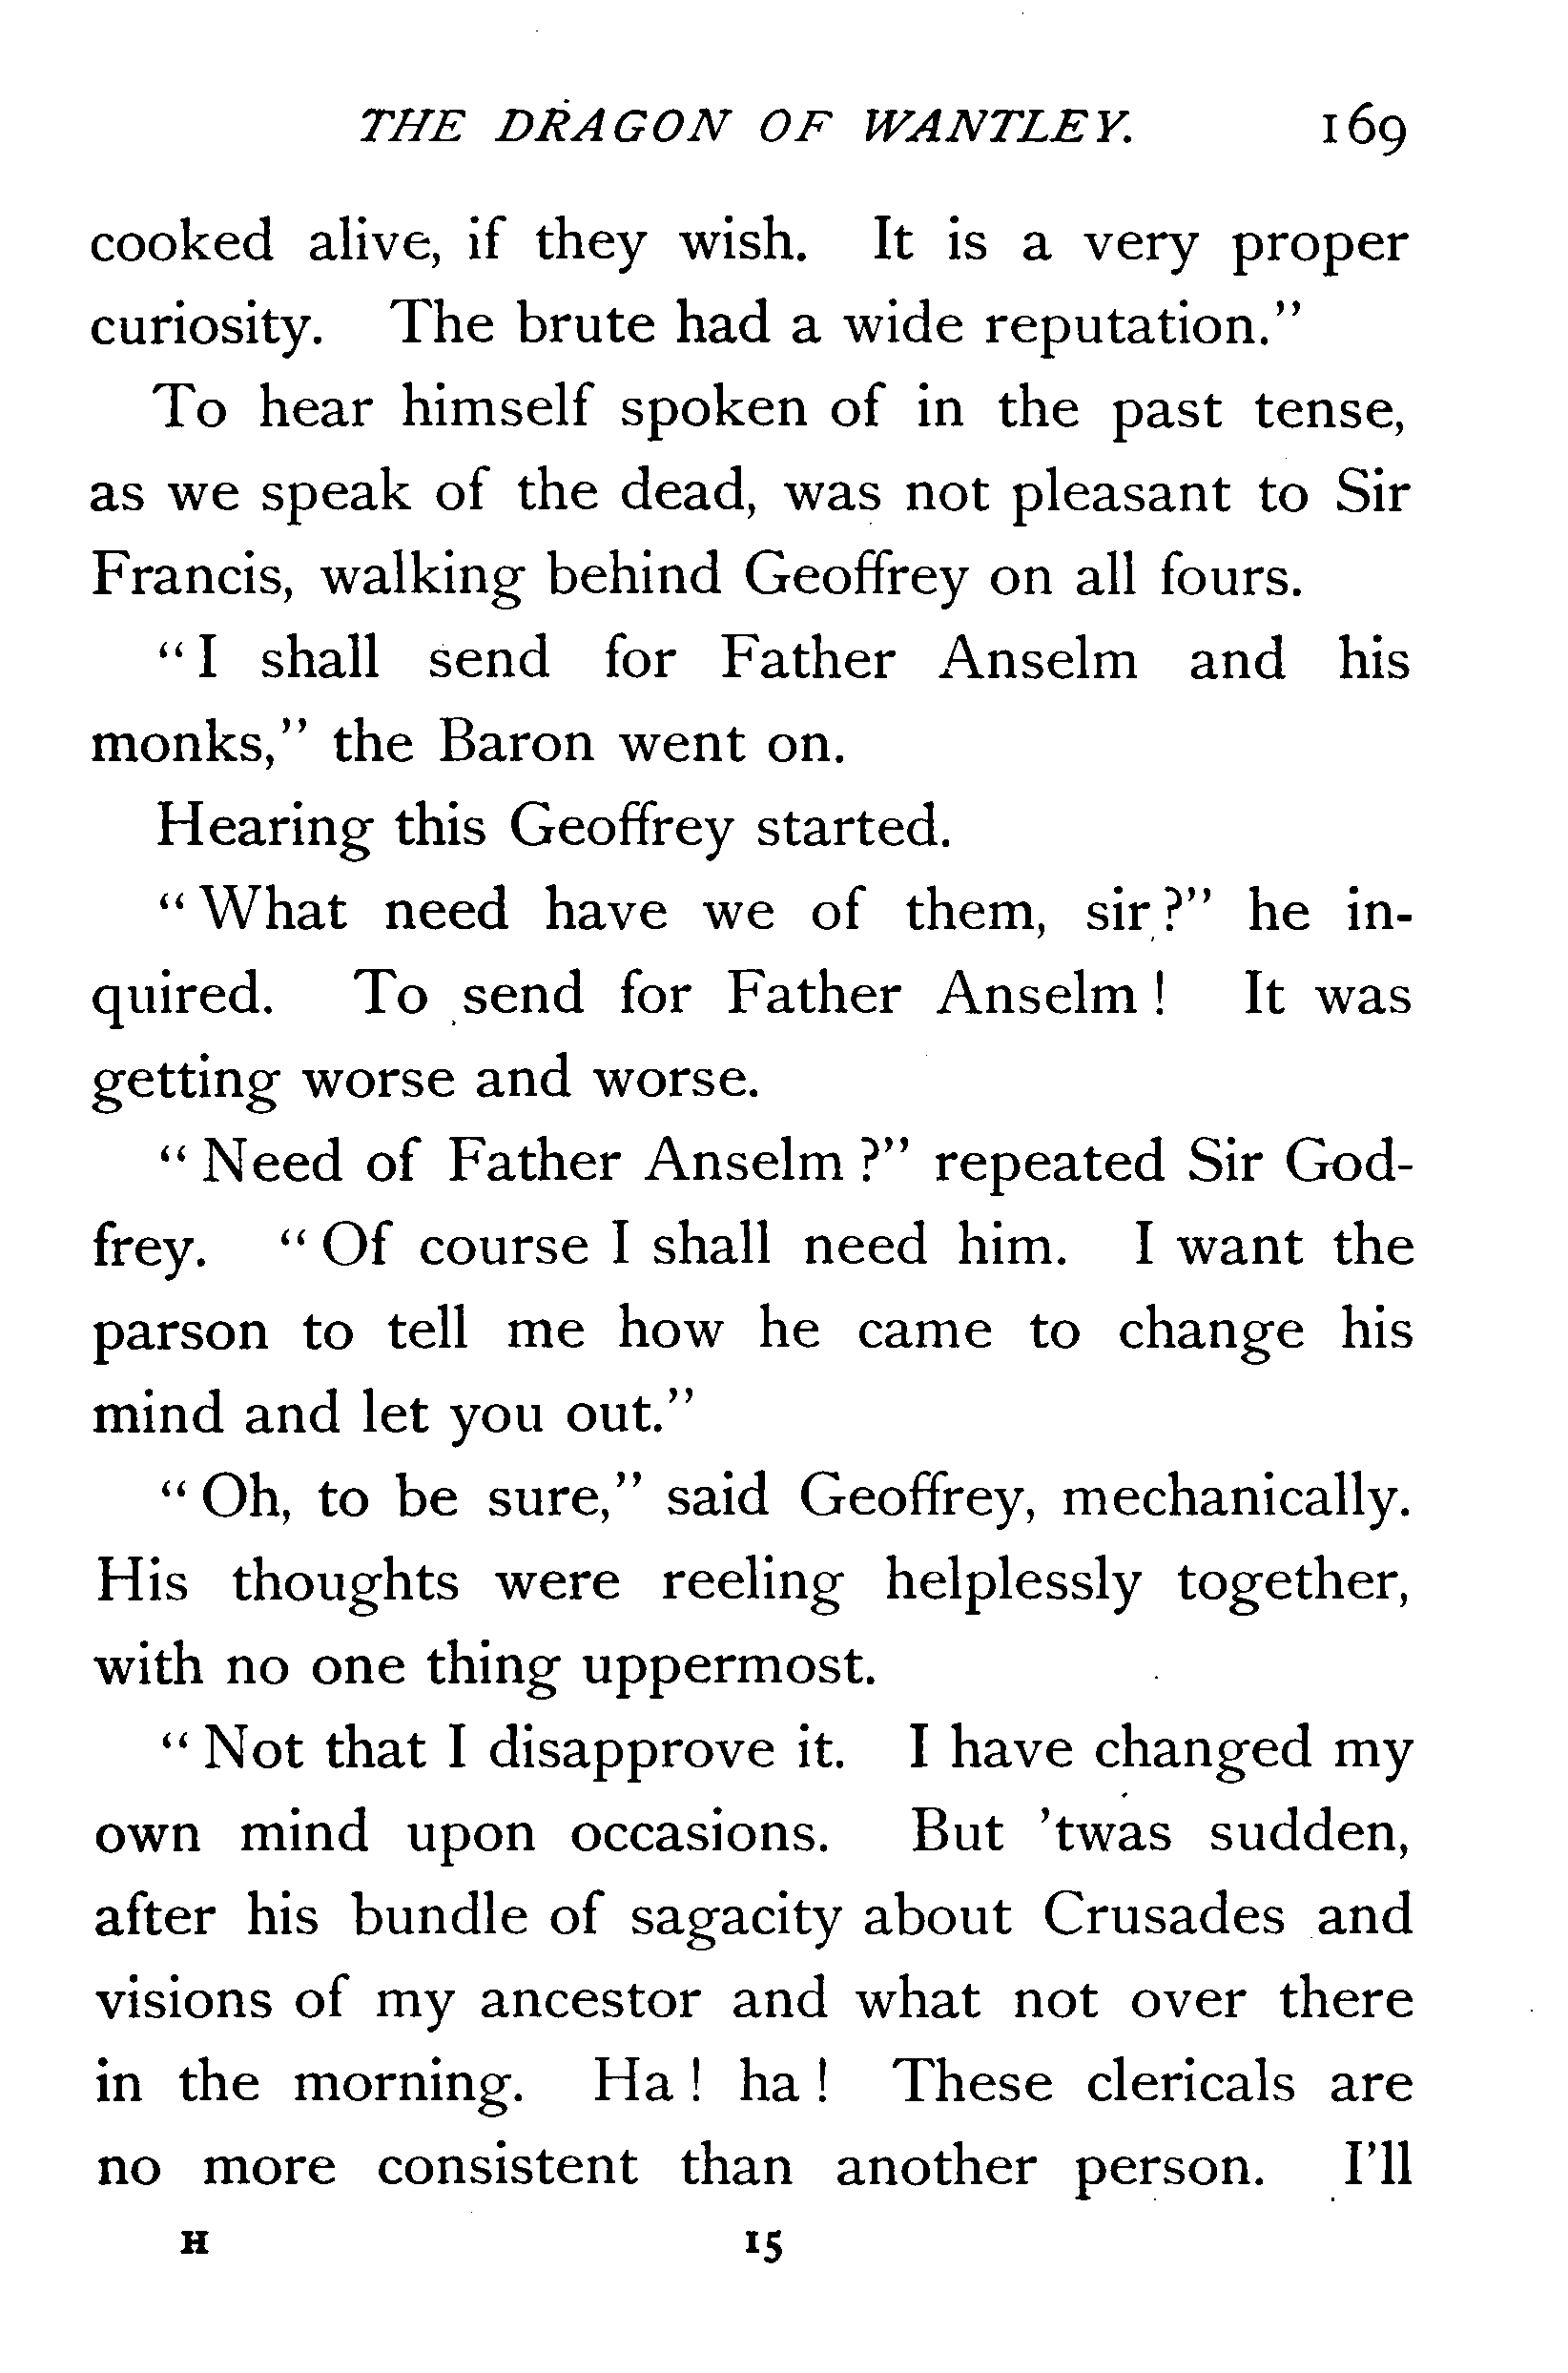 THE DRAGON OF WANTLEY. 169
cooked alive, if they wish. It is a very proper
curiosity. The brute had a wide reputation.”
To hear himself spoken of in the past tense,
as we speak of the dead, was not pleasant to Sir
Francis, walking behind Geoffrey on all fours.
“I shall send for Father Anselm and his
monks,” the Baron went on.
Hearing this Geoffrey started.
“What need have we of them, sir?” he in-
quired. To send for Father Anselm! It was
getting worse and worse.
“Need of Father Anselm?” repeated Sir God-
frey. “Of course I shall need him. I want the
parson to tell me how he came to change his
mind and let you out.”
“Oh, to be sure,” said Geoffrey, mechanically.
His thoughts were reeling helplessly together,
with no one thing uppermost.
“Not that I disapprove it. I have changed my
own mind upon occasions. But ’twas sudden,
after his bundle of sagacity about Crusades and
visions of my ancestor and what not over there
in the morning. Ha! ha! These clericals are
no more consistent than another person. I’ll
H 15